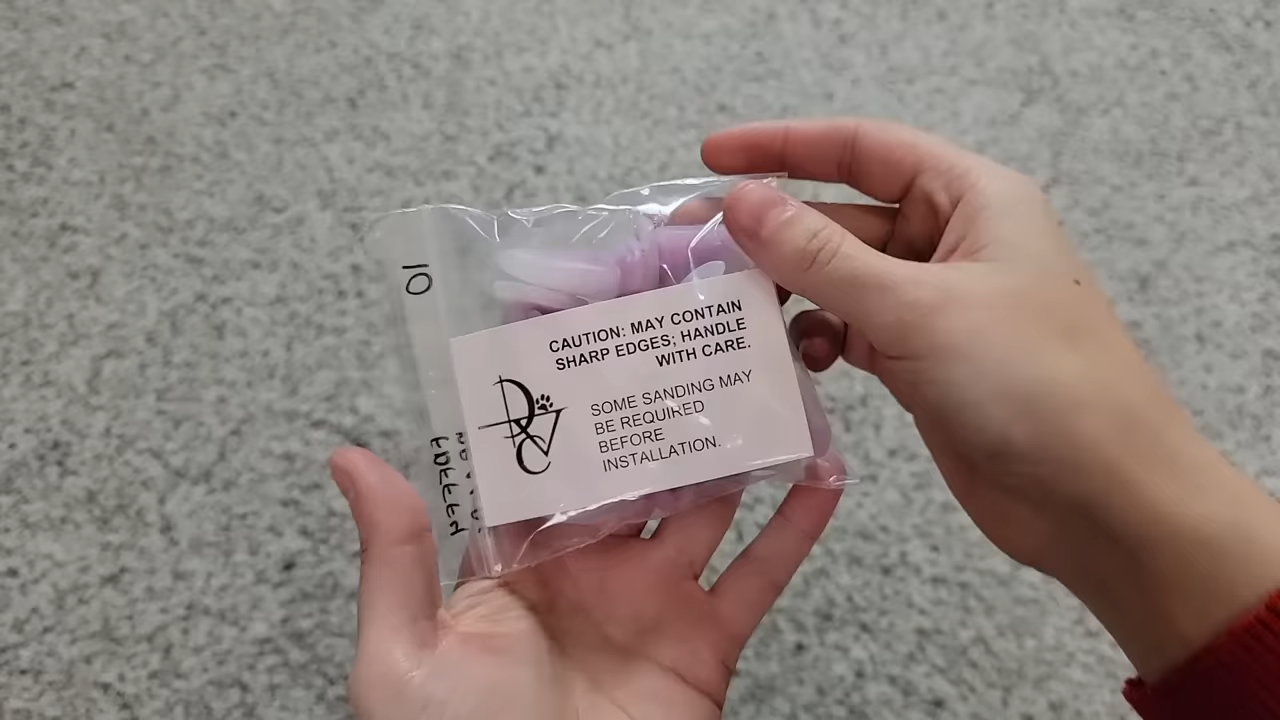 10
CAUTION: MAY CONTAIN
SHARP EDGES; HANDLE
WITH CARE.
SOME SANDING MAY
BE REQUIRED
BEFORE
INSTALLATION.